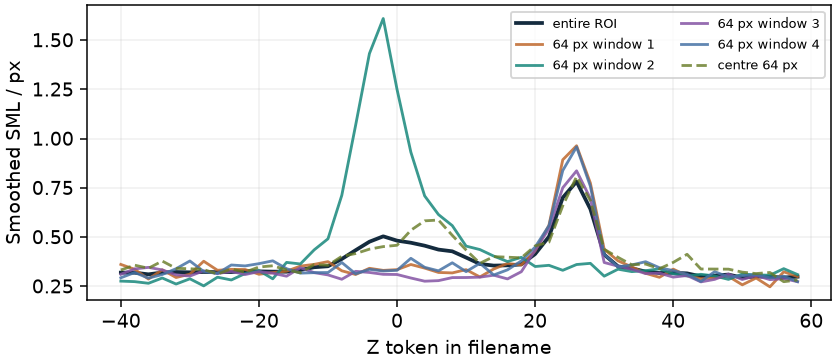 Smoothed SML / px
1.50
1.25
1.00
0.75
0.50
0.25
entire ROI
64 px window 1
64 px window 2
64 px window 3
64 px window 4
centre 64 px
−40
−20
0
20
40
60
Z token in filename